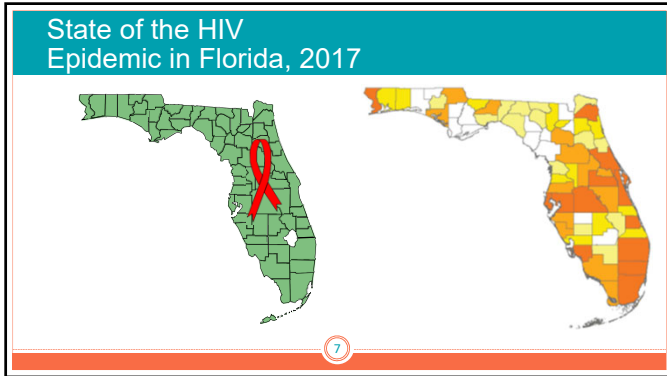 State of the HIV
Epidemic in Florida, 2017
7